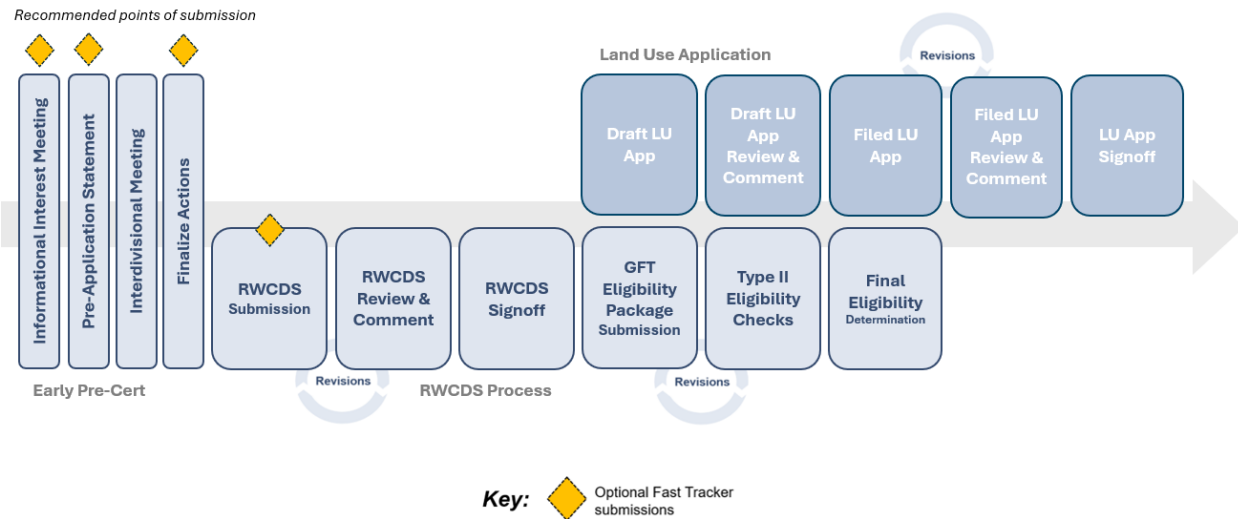 Recommended points of submission
Informational Interest Meeting
Pre-Application Statement
Interdivisional Meeting
Finalize Actions
Early Pre-Cert
RWCDS
Submission
RWCDS
Review &
Comment
Revisions
RWCDS
Signoff
RWCDS Process
GFT
Eligibility
Package
Submission
Type II
Eligibility
Checks
Revisions
Final
Eligibility
Determination
Land Use Application
Draft LU
App
Draft LU
App
Review &
Comment
Filed LU
App
Revisions
Filed LU
App
Review &
Comment
LU App
Signoff
Key:
Optional Fast Tracker
submissions